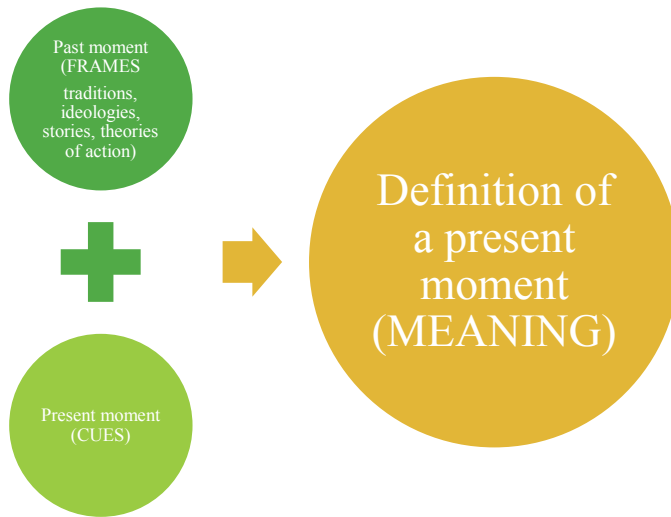 Past moment
(FRAMES
traditions,
ideologies,
stories, theories
of action)
Present moment
(CUES)
Definition of
a present
moment
(MEANING)